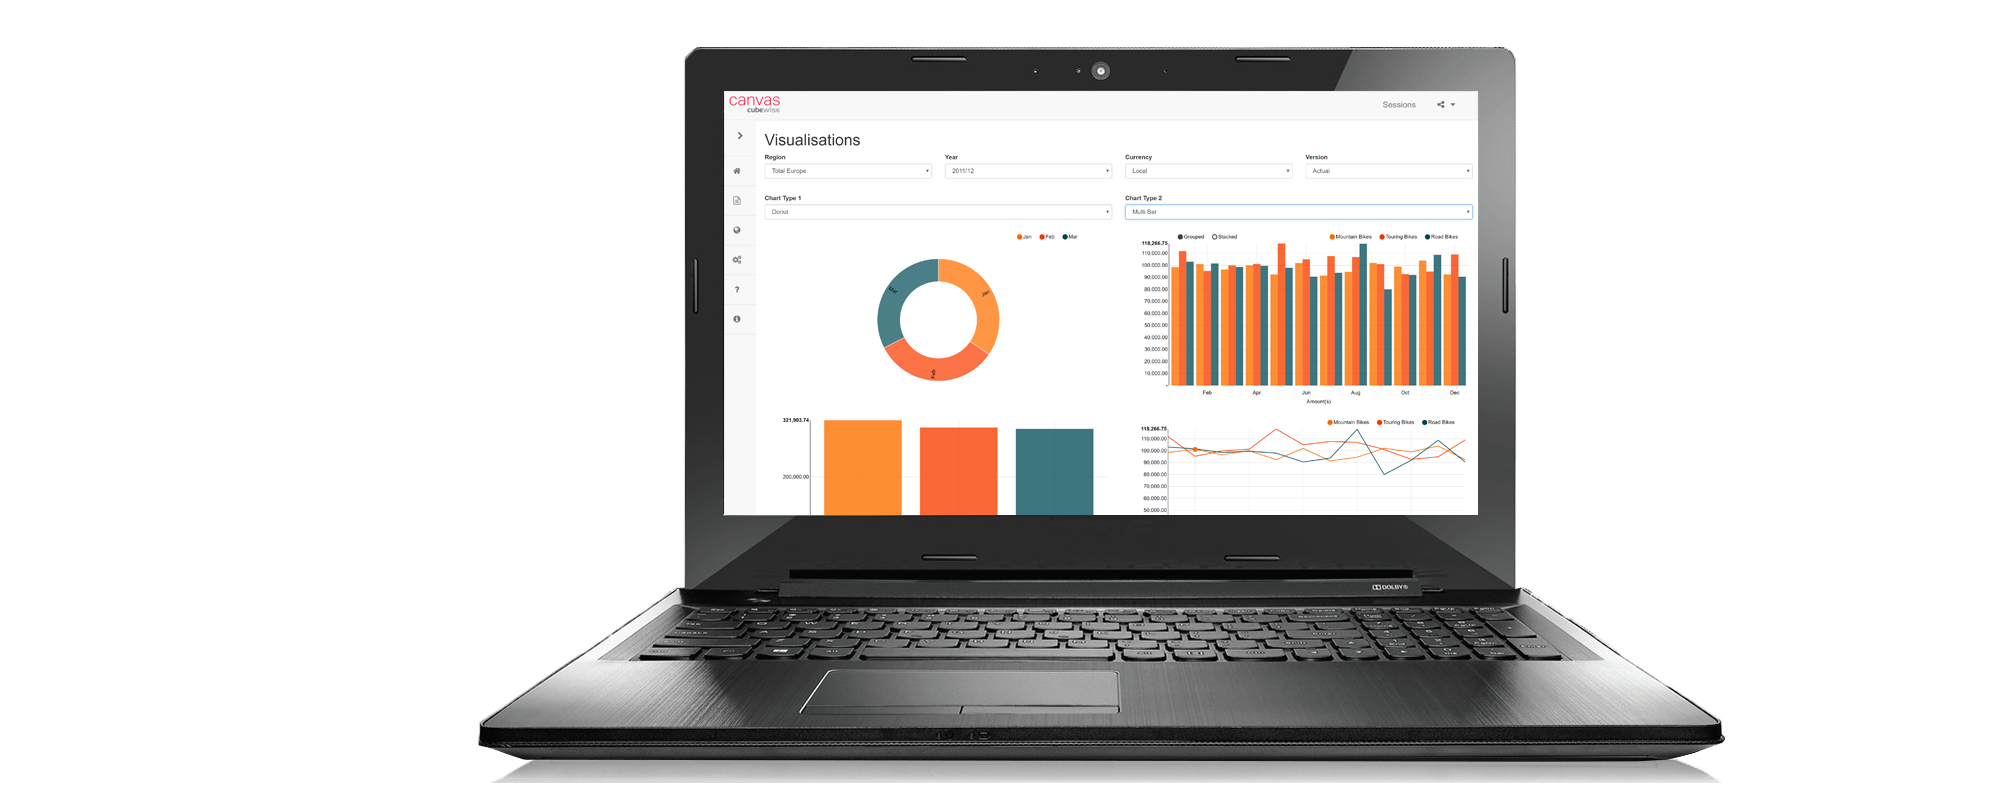 canvas
cubewise
Sessions
Visualisations
Region
Year
Currency
Version
Total Europe
2011/12
Local
Actual
Chart Type 1
Chart Type 2
Donut
Multi Bar
Jan Feb Mar
Jan
Feb
Mar
Grouped Stacked
Mountain Bikes Touring Bikes Road Bikes
118,266.75
110,000.00
100,000.00
90,000.00
80,000.00
70,000.00
60,000.00
50,000.00
40,000.00
30,000.00
20,000.00
10,000.00
-
Feb Apr Jun Aug Oct Dec
Amount(s)
321,903.74
200,000.00
Mountain Bikes Touring Bikes Road Bikes
118,266.75
110,000.00
100,000.00
90,000.00
80,000.00
70,000.00
60,000.00
50,000.00
DOLBY®